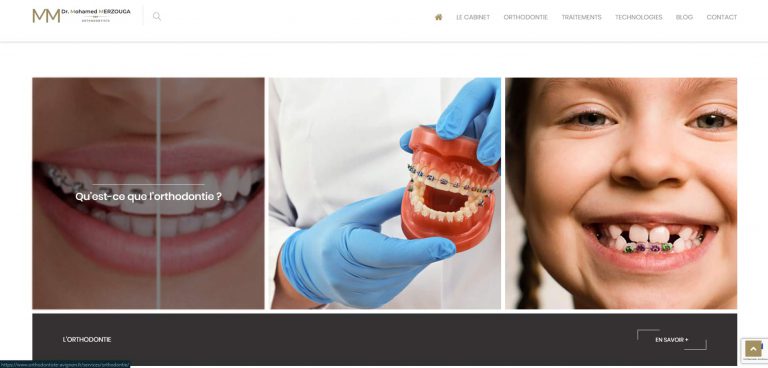 MM Dr. Mohamed MERZOUGA
ORTHODONTISTE
LE CABINET ORTHODONTIE TRAITEMENTS TECHNOLOGIES BLOG CONTACT
Qu'est-ce que l'orthodontie ?
L'ORTHODONTIE
EN SAVOIR +
https://www.orthodontiste-avignon.fr/services/orthodontie/